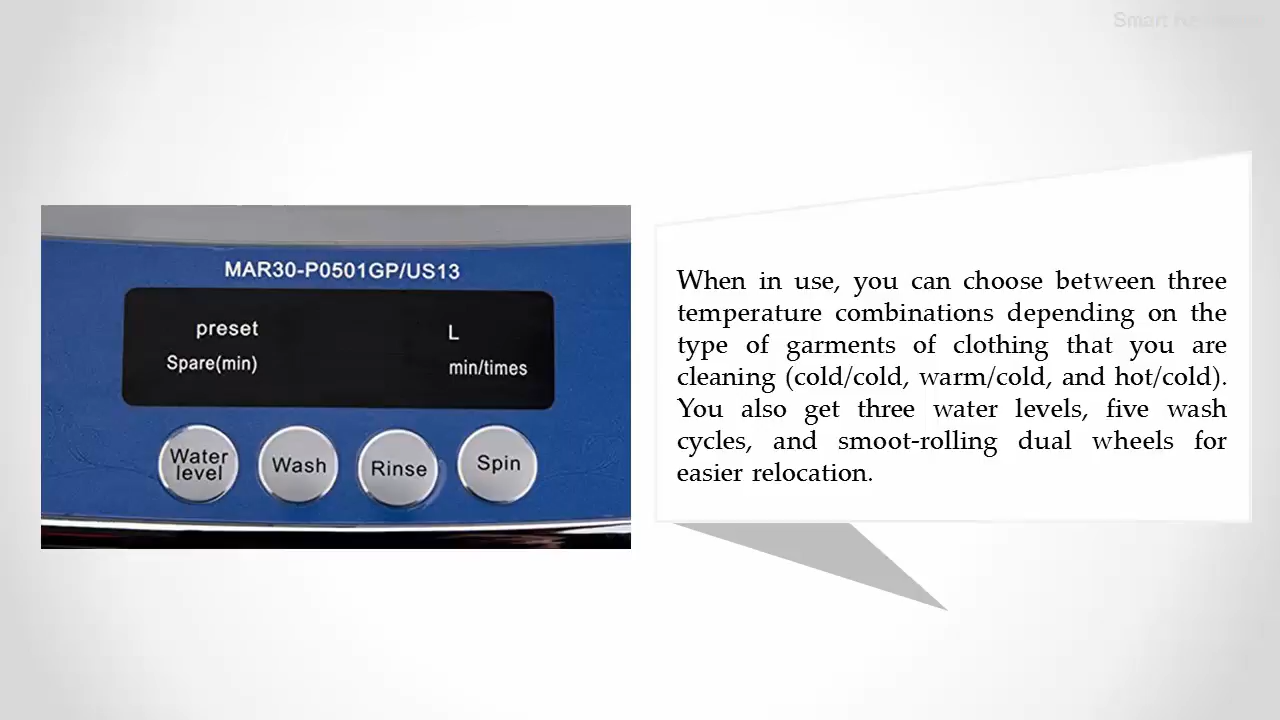 Smart
MAR30-P0501GP/US13
preset
L
Spare(min)
min/times
Water
level
Wash
Rinse
Spin
When in use, you can choose between three
temperature combinations depending on the
type of garments of clothing that you are
cleaning (cold/cold, warm/cold, and hot/cold).
You also get three water levels, five wash
cycles, and smoot-rolling dual wheels for
easier relocation.